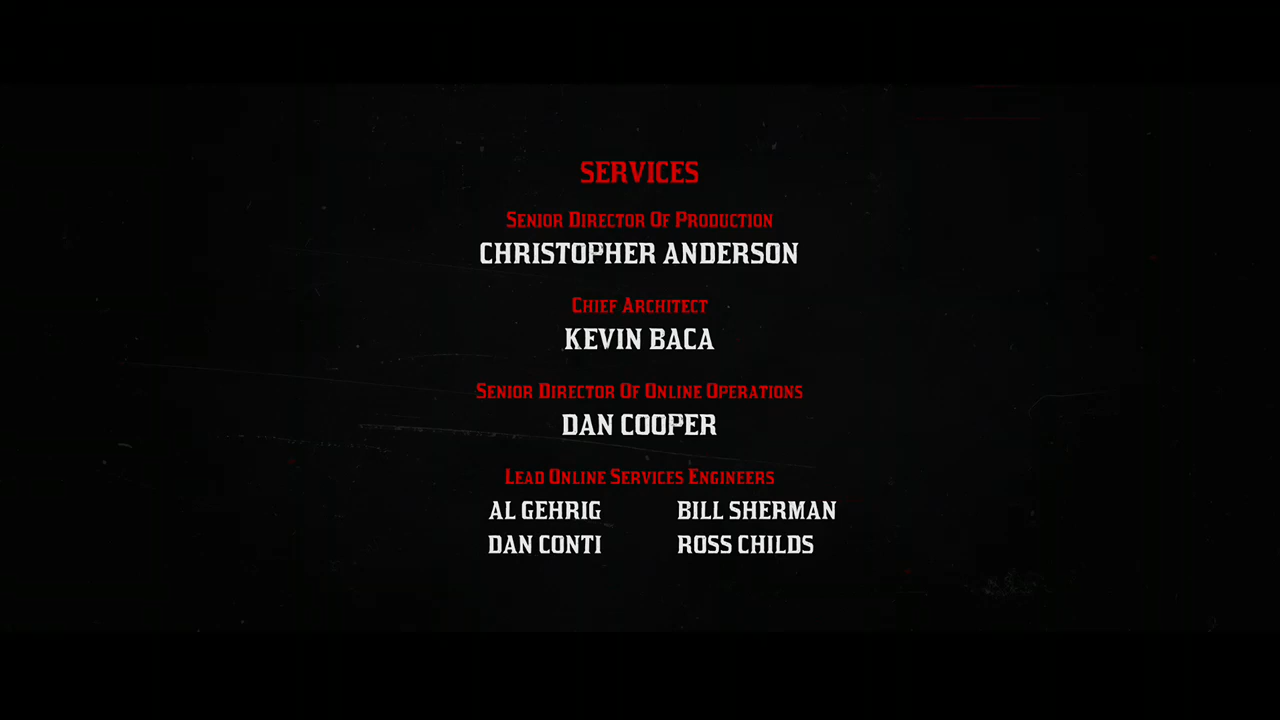 SERVICES
Senior Director Of Production
CHRISTOPHER ANDERSON
Chief Architect
KEVIN BACA
Senior Director Of Online Operations
DAN COOPER
Lead Online Services Engineers
AL GEHRIG BILL SHERMAN
DAN CONTI ROSS CHILDS